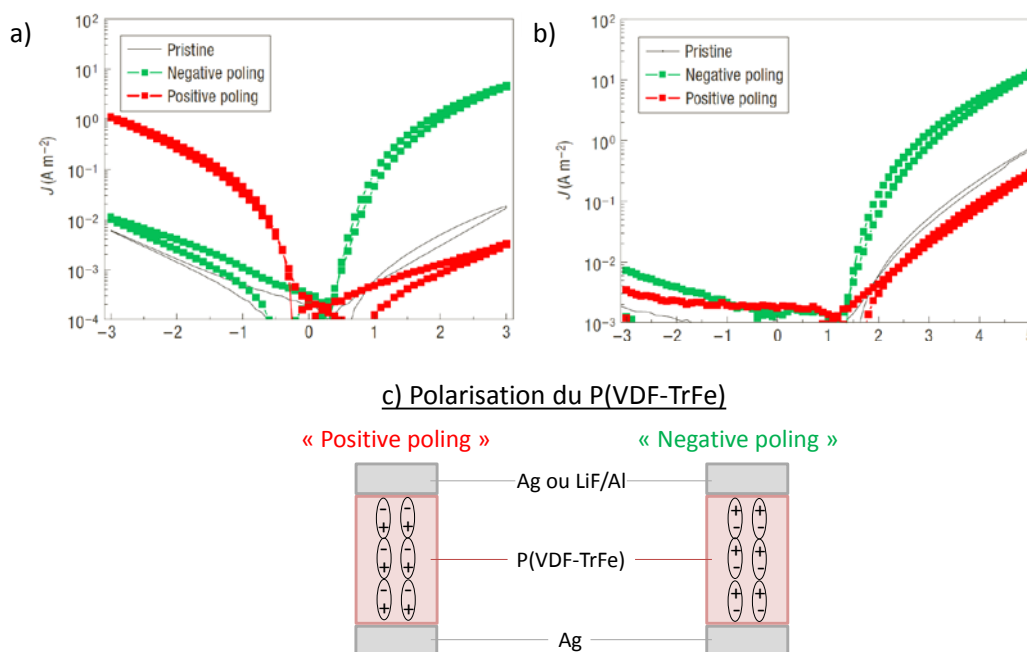 a)
10²
10¹
10⁰
10⁻¹
10⁻²
10⁻³
10⁻⁴
J (A m⁻²)
Pristine
Negative poling
Positive poling
−3 −2 −1 0 1 2 3
b)
10²
10¹
10⁰
10⁻¹
10⁻²
10⁻³
J (A m⁻²)
Pristine
Negative poling
Positive poling
−3 −2 −1 0 1 2 3 4 5
c) Polarisation du P(VDF-TrFe)
« Positive poling »
« Negative poling »
Ag ou LiF/Al
P(VDF-TrFe)
Ag
- -
+ +
- -
+ +
- -
+ +
+ +
- -
+ +
- -
+ +
- -